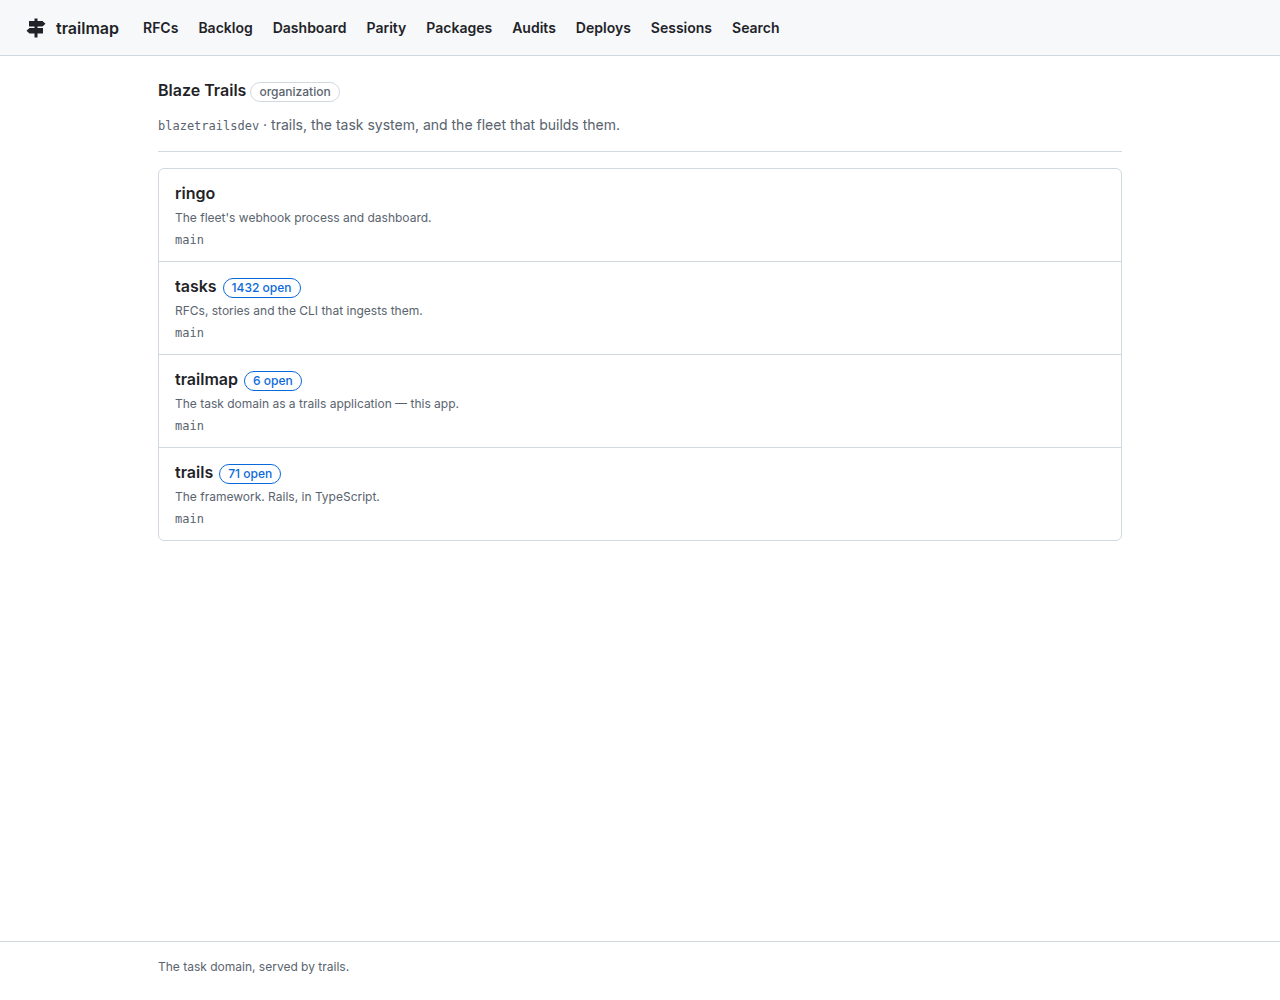 trailmap RFCs Backlog Dashboard Parity Packages Audits Deploys Sessions Search
Blaze Trails organization
blazetrailsdev · trails, the task system, and the fleet that builds them.
ringo
The fleet's webhook process and dashboard.
main
tasks 1432 open
RFCs, stories and the CLI that ingests them.
main
trailmap 6 open
The task domain as a trails application — this app.
main
trails 71 open
The framework. Rails, in TypeScript.
main
The task domain, served by trails.